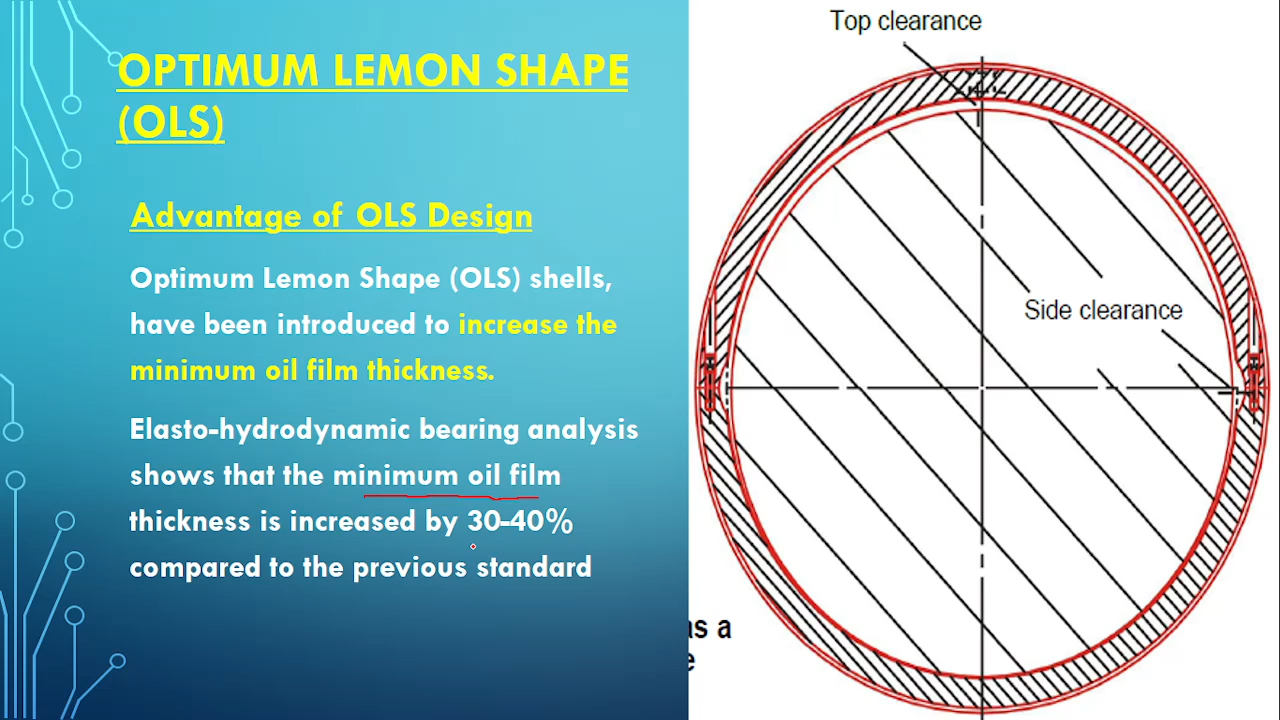 OPTIMUM LEMON SHAPE
(OLS)
Advantage of OLS Design
Optimum Lemon Shape (OLS) shells,
have been introduced to increase the
minimum oil film thickness.
Elasto-hydrodynamic bearing analysis
shows that the minimum oil film
thickness is increased by 30-40%
compared to the previous standard
Top clearance
Side clearance
as a